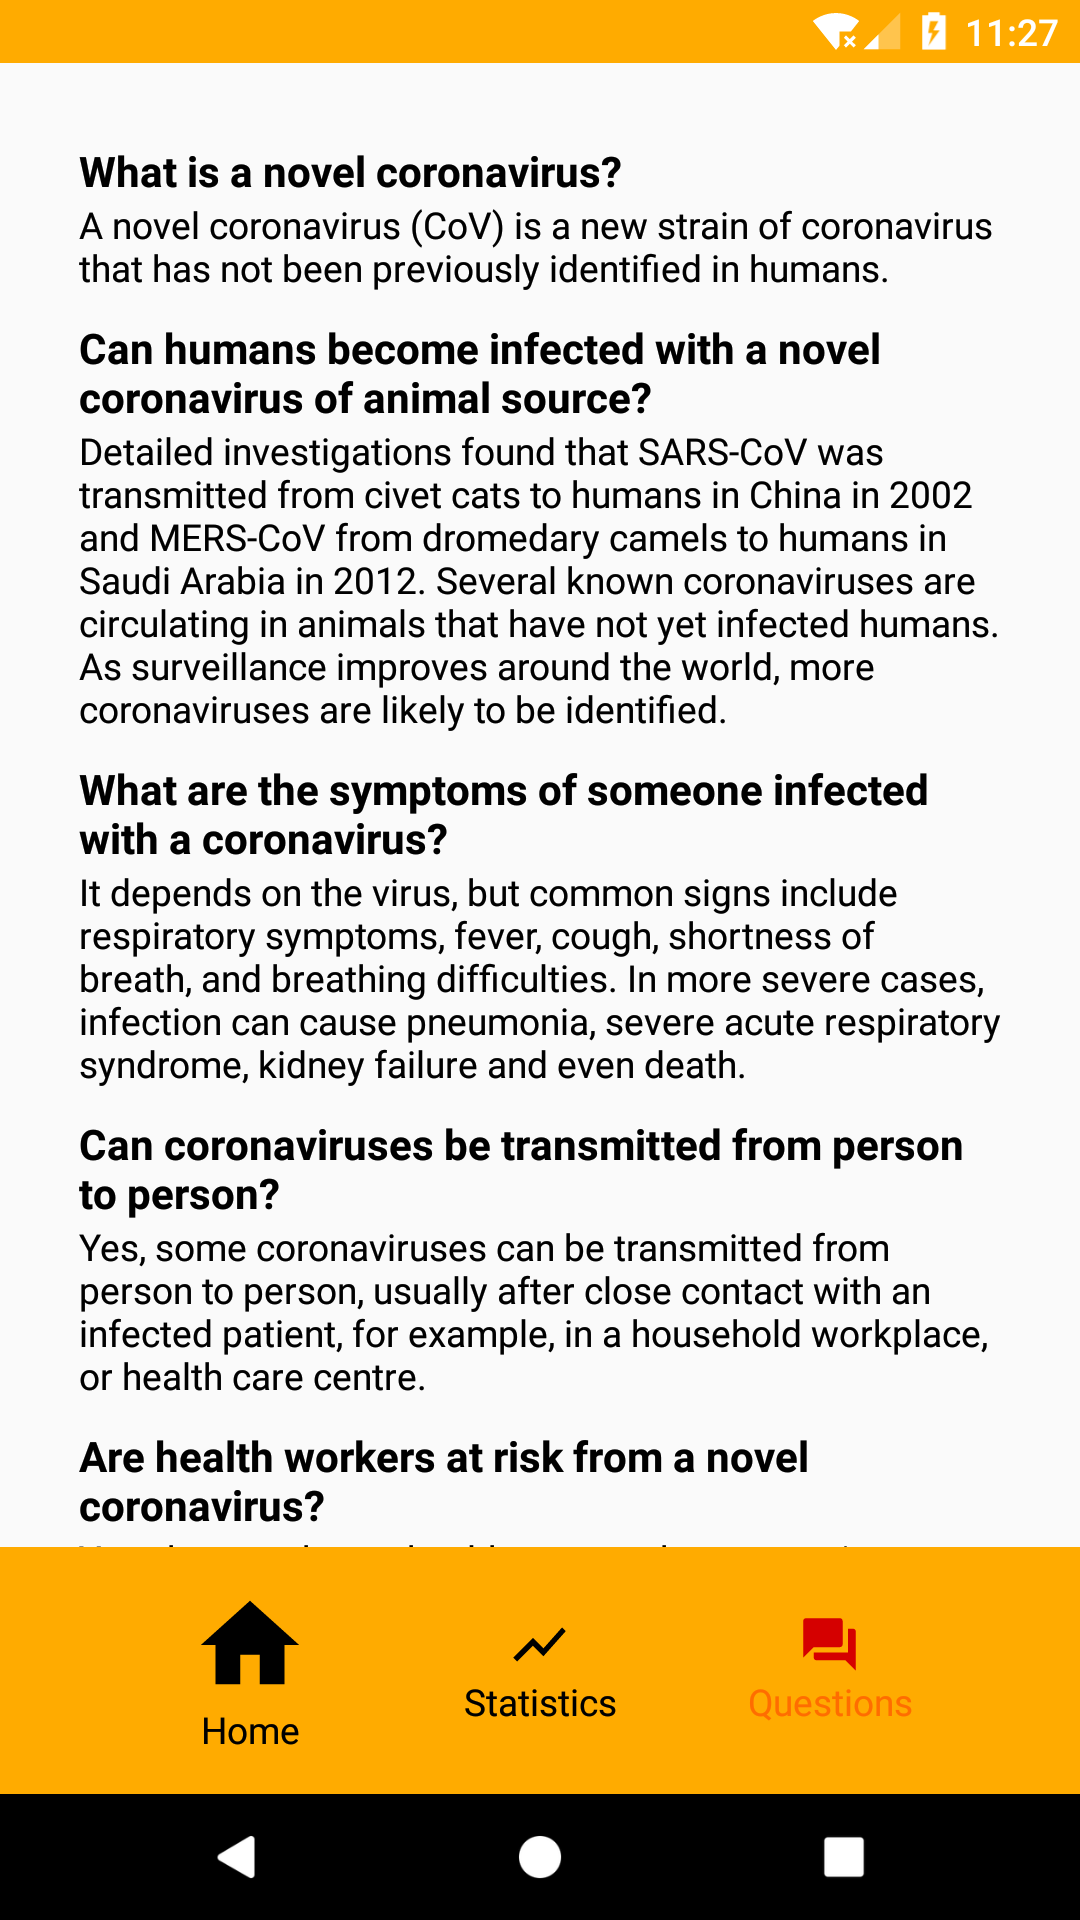 11:27
What is a novel coronavirus?
A novel coronavirus (CoV) is a new strain of coronavirus
that has not been previously identified in humans.
Can humans become infected with a novel
coronavirus of animal source?
Detailed investigations found that SARS-CoV was
transmitted from civet cats to humans in China in 2002
and MERS-CoV from dromedary camels to humans in
Saudi Arabia in 2012. Several known coronaviruses are
circulating in animals that have not yet infected humans.
As surveillance improves around the world, more
coronaviruses are likely to be identified.
What are the symptoms of someone infected
with a coronavirus?
It depends on the virus, but common signs include
respiratory symptoms, fever, cough, shortness of
breath, and breathing difficulties. In more severe cases,
infection can cause pneumonia, severe acute respiratory
syndrome, kidney failure and even death.
Can coronaviruses be transmitted from person
to person?
Yes, some coronaviruses can be transmitted from
person to person, usually after close contact with an
infected patient, for example, in a household workplace,
or health care centre.
Are health workers at risk from a novel
coronavirus?
Home
Statistics
Questions